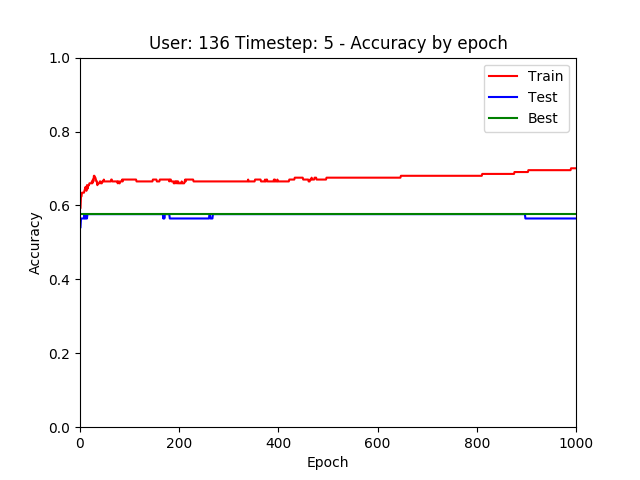 User: 136 Timestep: 5 - Accuracy by epoch
1.0
0.8
0.6
0.4
0.2
0.0
Accuracy
Train
Test
Best
0 200 400 600 800 1000
Epoch